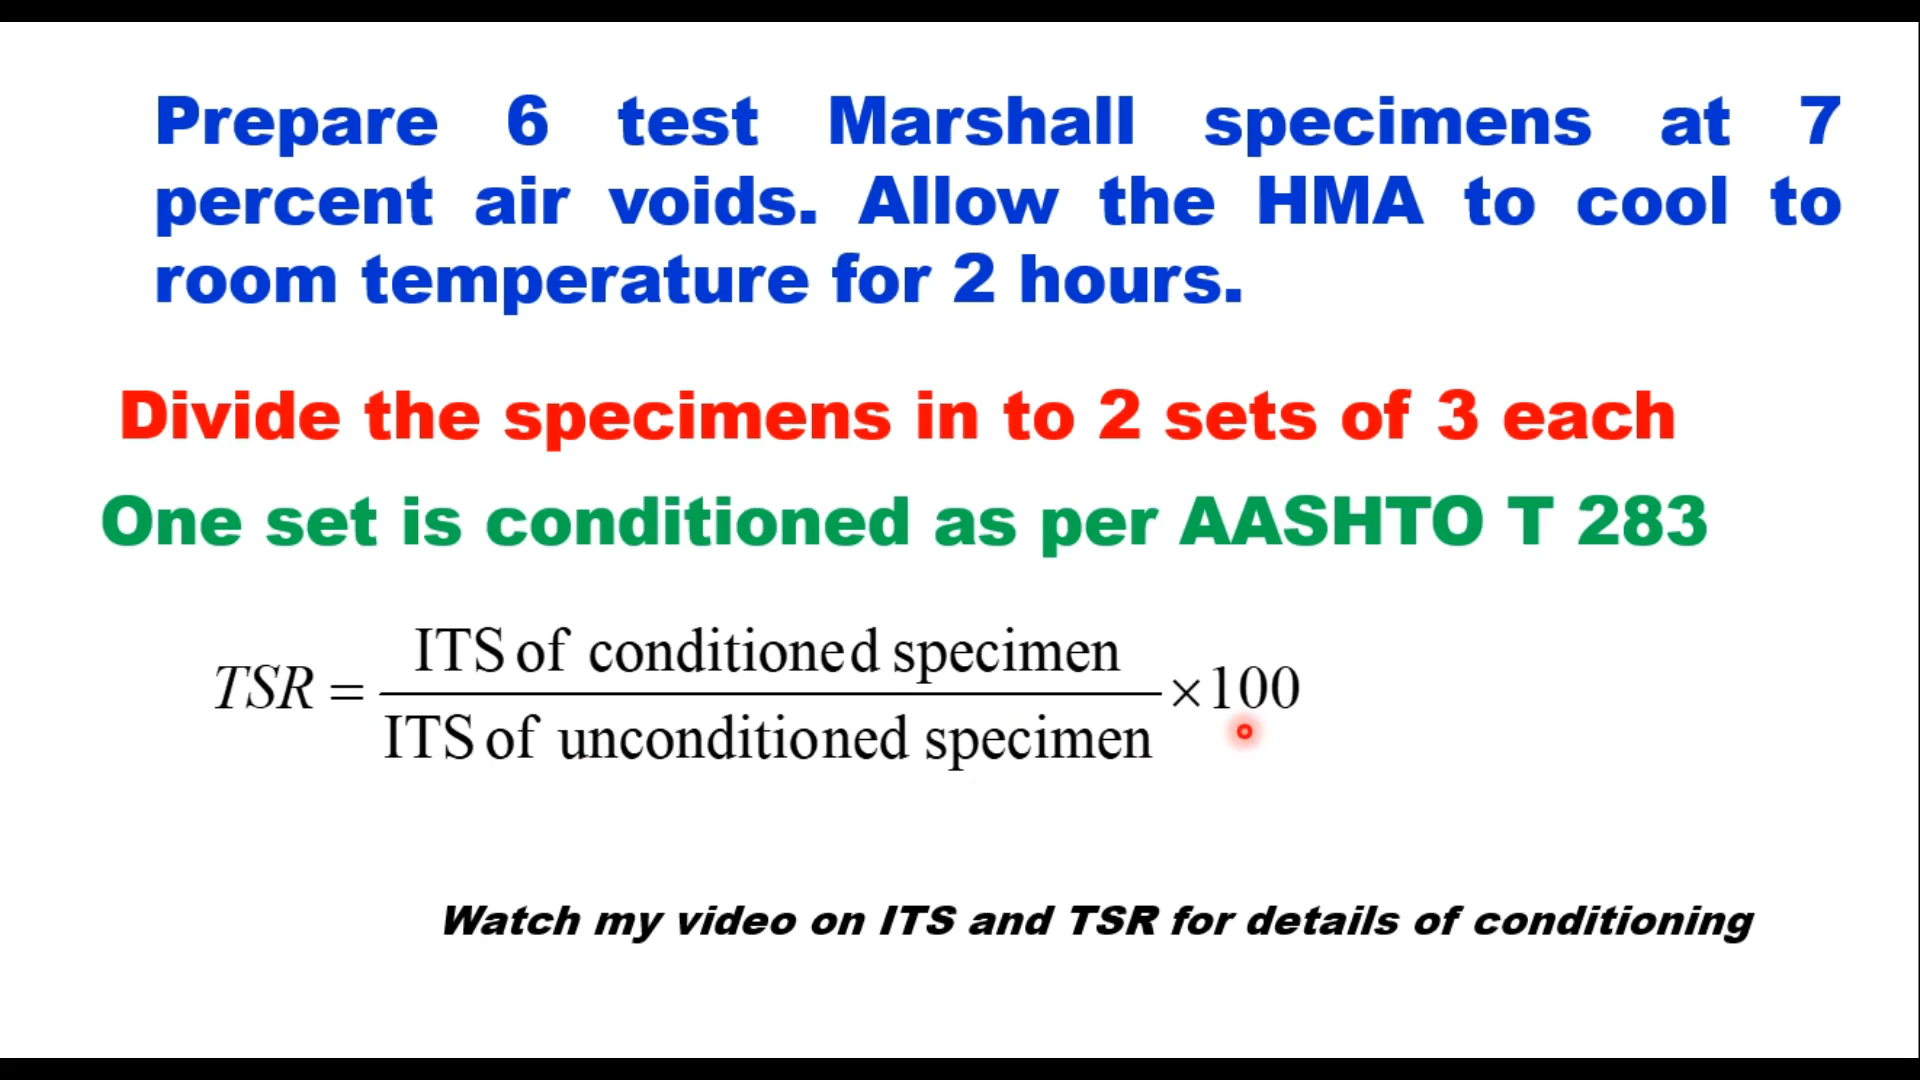 Prepare 6 test Marshall specimens at 7
percent air voids. Allow the HMA to cool to
room temperature for 2 hours.
Divide the specimens in to 2 sets of 3 each
One set is conditioned as per AASHTO T 283
TSR = ITS of conditioned specimen / ITS of unconditioned specimen ×100
Watch my video on ITS and TSR for details of conditioning